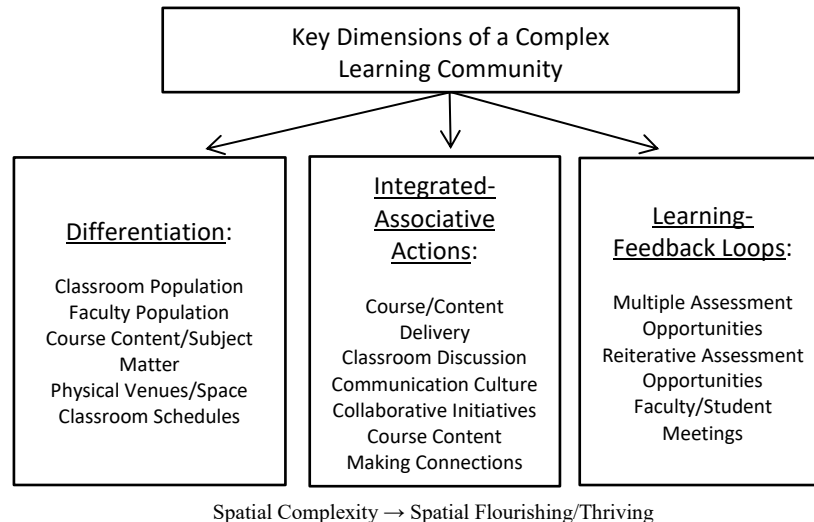 Key Dimensions of a Complex
Learning Community
Differentiation:
Classroom Population
Faculty Population
Course Content/Subject
Matter
Physical Venues/Space
Classroom Schedules
Integrated-
Associative
Actions:
Course/Content
Delivery
Classroom Discussion
Communication Culture
Collaborative Initiatives
Course Content
Making Connections
Learning-
Feedback Loops:
Multiple Assessment
Opportunities
Reiterative Assessment
Opportunities
Faculty/Student
Meetings
Spatial Complexity → Spatial Flourishing/Thriving